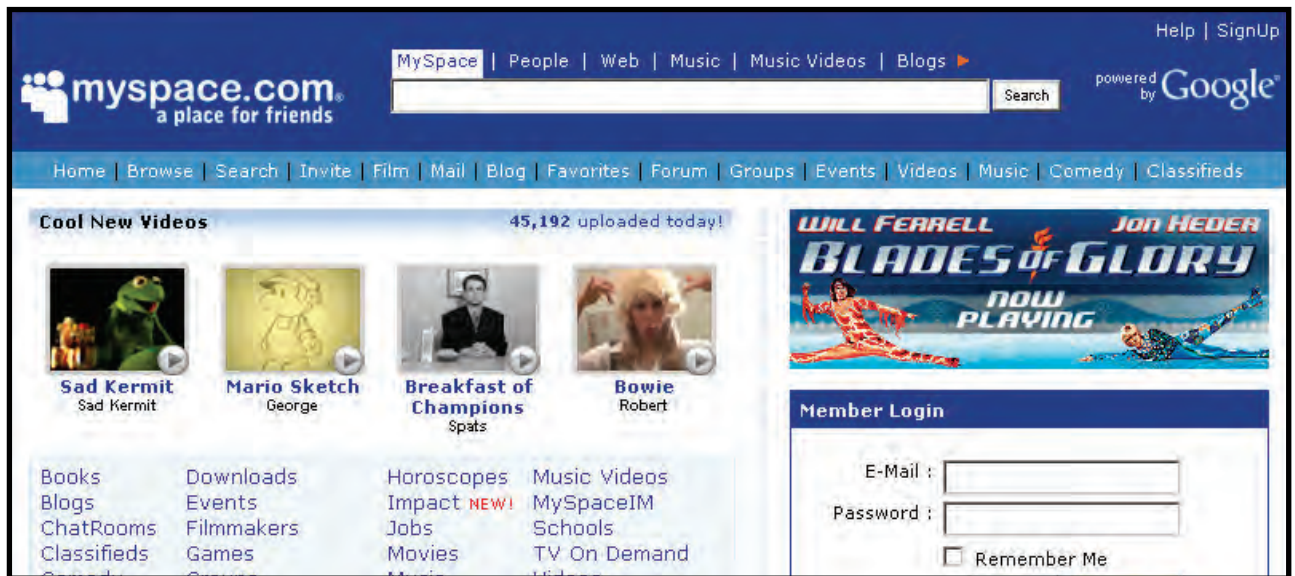 Help | SignUp
MySpace | People | Web | Music | Music Videos | Blogs
myspace.com.
a place for friends
Search
powered by Google
Home | Browse | Search | Invite | Film | Mail | Blog | Favorites | Forum | Groups | Events | Videos | Music | Comedy | Classifieds
Cool New Videos 45,192 uploaded today!
Sad Kermit
Sad Kermit
Mario Sketch
George
Breakfast of
Champions
Spats
Bowie
Robert
WILL FERRELL JON HEDER
BLADES OF GLORY
NOW
PLAYING
Member Login
E-Mail :
Password :
Remember Me
Books Downloads Horoscopes Music Videos
Blogs Events Impact NEW! MySpaceIM
ChatRooms Filmmakers Jobs Schools
Classifieds Games Movies TV On Demand